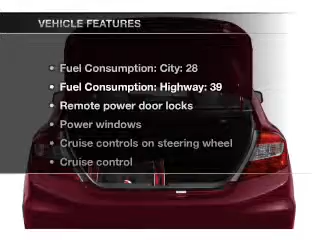 VEHICLE FEATURES
• Fuel Consumption: City: 28
• Fuel Consumption: Highway: 39
• Remote power door locks
• Power windows
• Cruise controls on steering wheel
• Cruise control